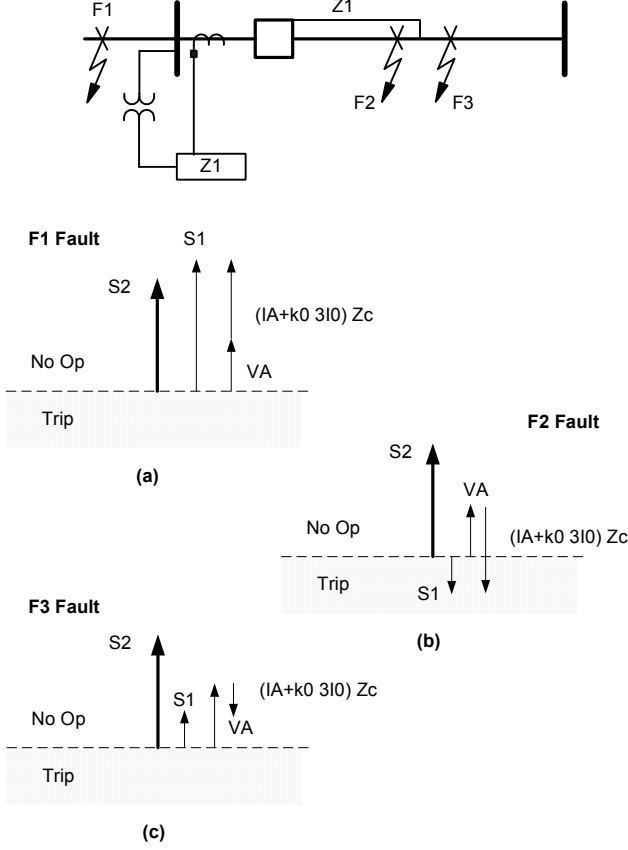 F1
Z1
F2
F3
Z1
F1 Fault
S1
S2
(IA+k0 3I0) Zc
No Op
VA
Trip
(a)
F2 Fault
S2
VA
No Op
(IA+k0 3I0) Zc
Trip
S1
(b)
F3 Fault
S2
(IA+k0 3I0) Zc
S1
No Op
VA
Trip
(c)